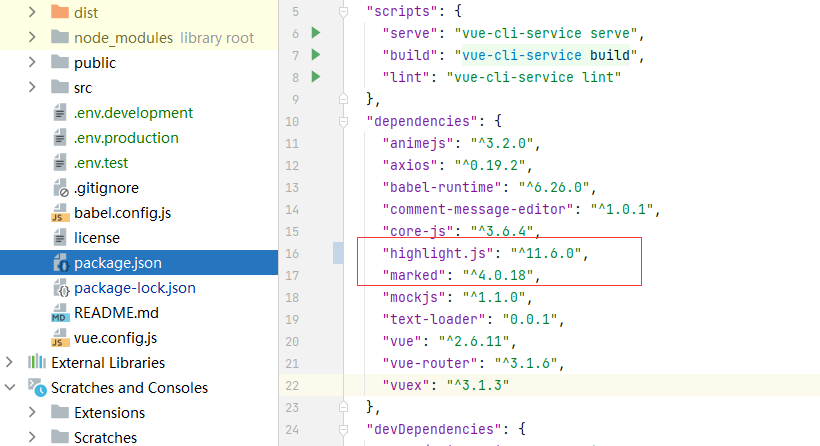 dist
node_modules library root
public
src
.env.development
.env.production
.env.test
.gitignore
babel.config.js
license
package.json
package-lock.json
README.md
vue.config.js
External Libraries
Scratches and Consoles
Extensions
Scratches
5 "scripts": {
6 "serve": "vue-cli-service serve",
7 "build": "vue-cli-service build",
8 "lint": "vue-cli-service lint"
9 },
10 "dependencies": {
11 "animejs": "^3.2.0",
12 "axios": "^0.19.2",
13 "babel-runtime": "^6.26.0",
14 "comment-message-editor": "^1.0.1",
15 "core-js": "^3.6.4",
16 "highlight.js": "^11.6.0",
17 "marked": "^4.0.18",
18 "mockjs": "^1.1.0",
19 "text-loader": "0.0.1",
20 "vue": "^2.6.11",
21 "vue-router": "^3.1.6",
22 "vuex": "^3.1.3"
23 },
24 "devDependencies": {